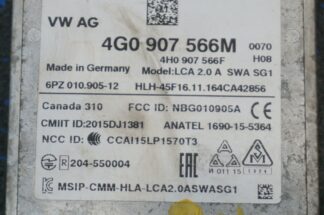 VW AG
4G0 907 566M 0070
4H0 907 566F H08
Made in Germany Model:LCA 2.0 A SWA SG1
6PZ 010.905-12 HLH-45F16.11.164CA42856
Canada 310 FCC ID: NBG010905A
CMIIT ID:2015DJ1381 ANATEL 1690-15-5364
NCC ID: CCAI15LP1570T3
R 204-550004 EAC
И 011 15
MSIP-CMM-HLA-LCA2.0ASWASG1